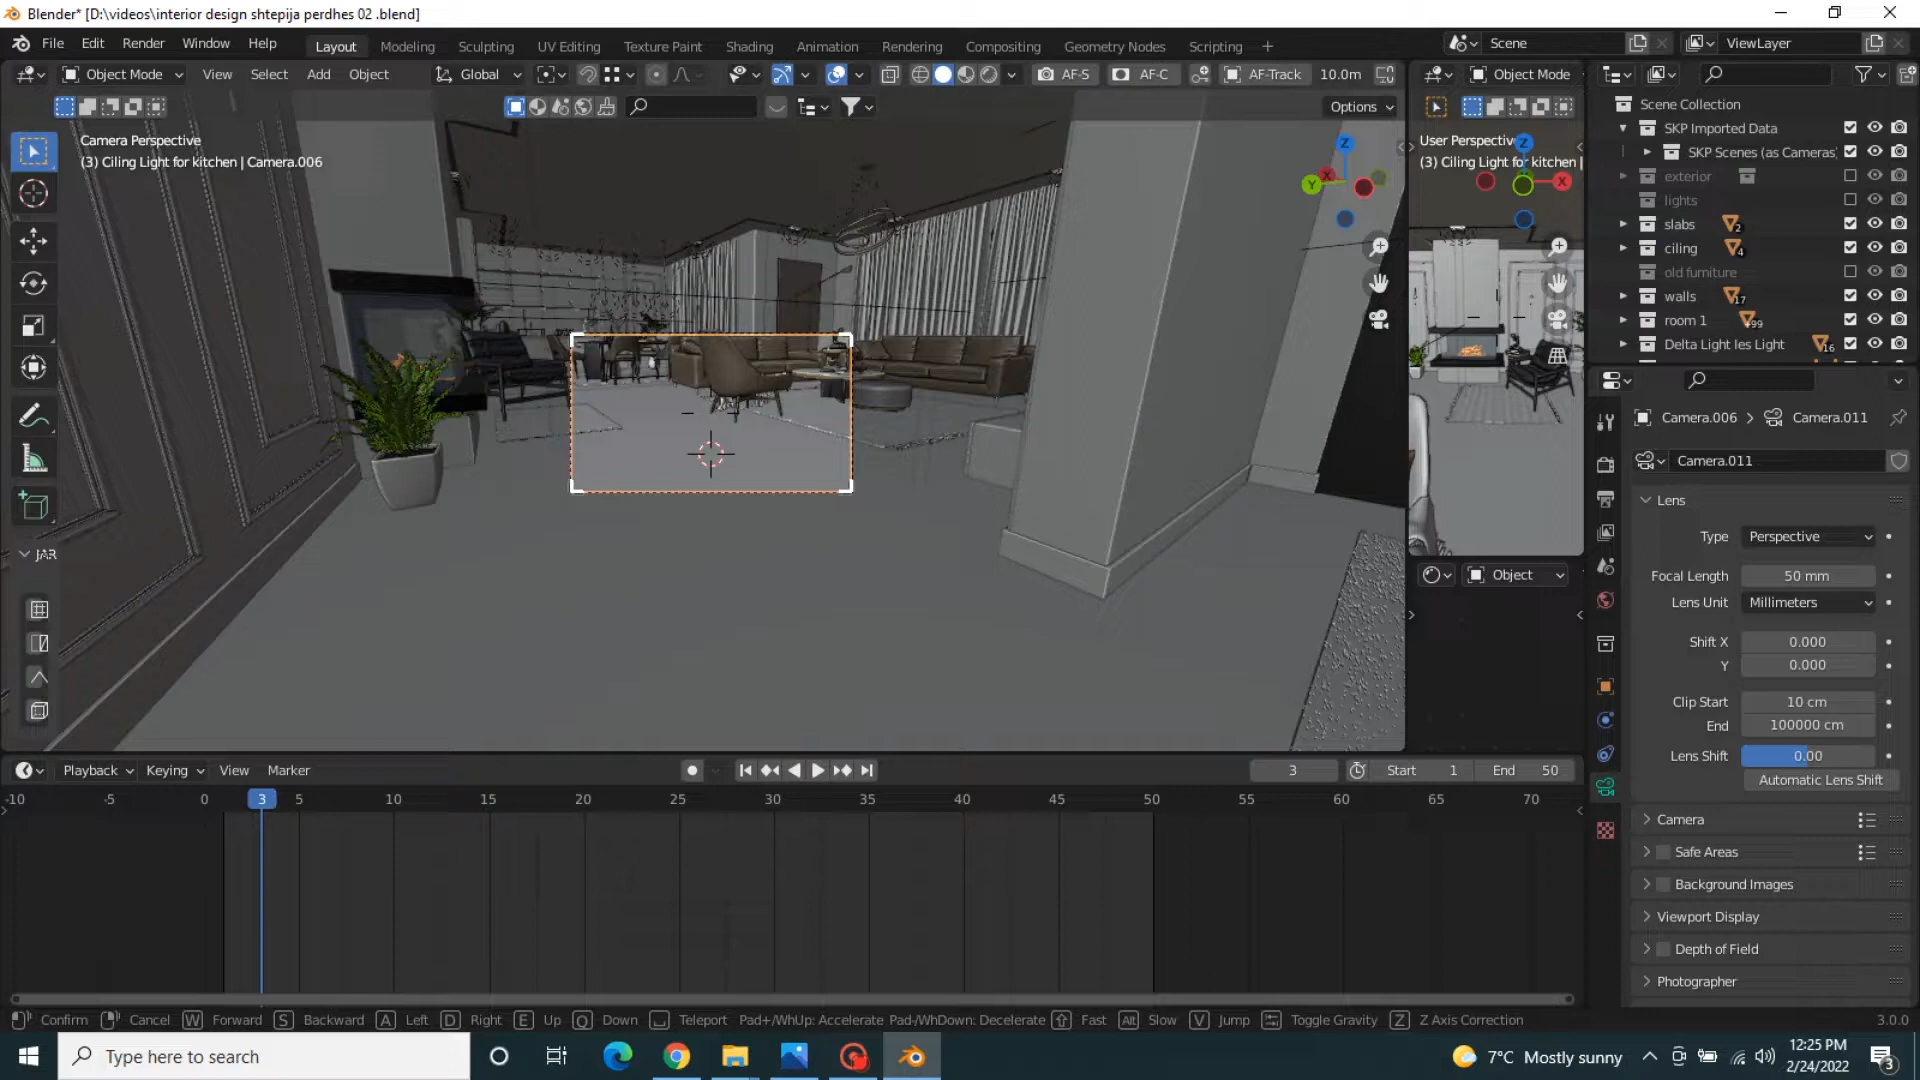 Blender* [D:\videos\interior design shtepija perdhes 02 .blend]
File Edit Render Window Help Layout Modeling Sculpting UV Editing Texture Paint Shading Animation Rendering Compositing Geometry Nodes Scripting + Scene ViewLayer
Object Mode View Select Add Object Global AF-S AF-C AF-Track 10.0m Object Mode
Options
Scene Collection
Camera Perspective
(3) Ciling Light for kitchen | Camera.006
User Perspective
(3) Ciling Light for kitchen |
Z
Y
X
Z
X
SKP Imported Data
SKP Scenes (as Cameras)
exterior
lights
slabs 2
ciling 4
old furniture
walls 17
room 1 +99
Delta Light Ies Light 16
Camera.006 > Camera.011
Camera.011
Lens
Type Perspective
Focal Length 50 mm
Lens Unit Millimeters
Shift X 0.000
Y 0.000
Clip Start 10 cm
End 100000 cm
Lens Shift 0.00
Automatic Lens Shift
Camera
Safe Areas
Background Images
Viewport Display
Depth of Field
Photographer
JAR
Object
Playback Keying View Marker 3 Start 1 End 50
-10 -5 0 3 5 10 15 20 25 30 35 40 45 50 55 60 65 70
Confirm Cancel W Forward S Backward A Left D Right E Up Q Down Teleport Pad+/WhUp: Accelerate Pad-/WhDown: Decelerate Fast Alt Slow V Jump Toggle Gravity Z Z Axis Correction 3.0.0
Type here to search
7°C Mostly sunny
12:25 PM
2/24/2022
3